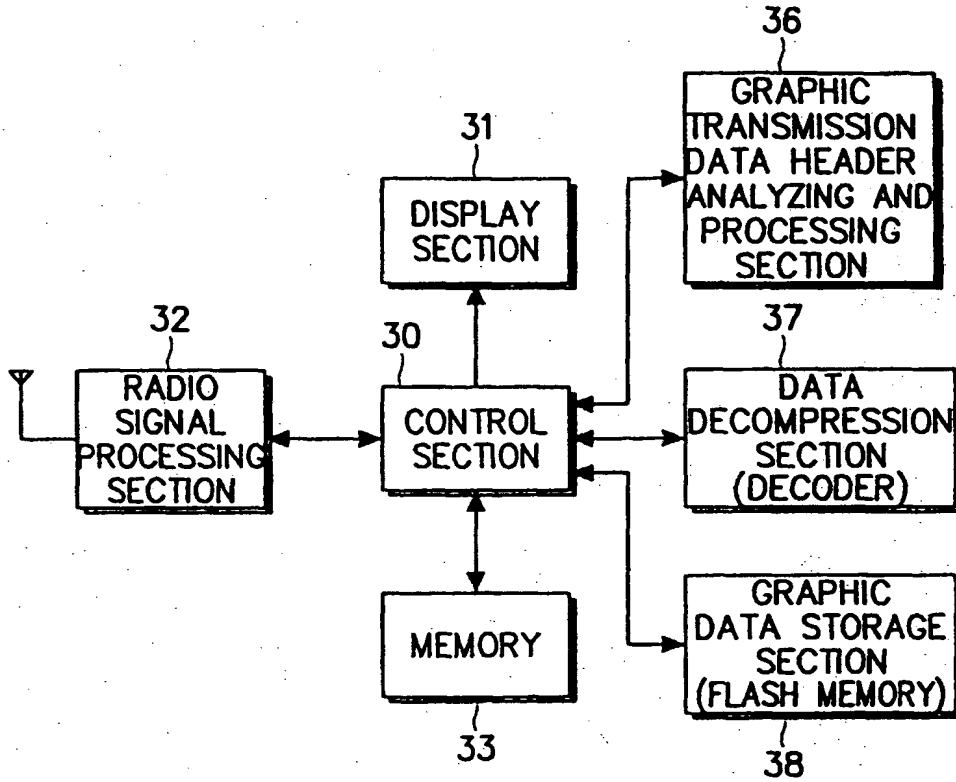 36
GRAPHIC
TRANSMISSION
DATA HEADER
ANALYZING AND
PROCESSING
SECTION
31
DISPLAY
SECTION
32
RADIO
SIGNAL
PROCESSING
SECTION
30
CONTROL
SECTION
37
DATA
DECOMPRESSION
SECTION
(DECODER)
MEMORY
33
GRAPHIC
DATA STORAGE
SECTION
(FLASH MEMORY)
38